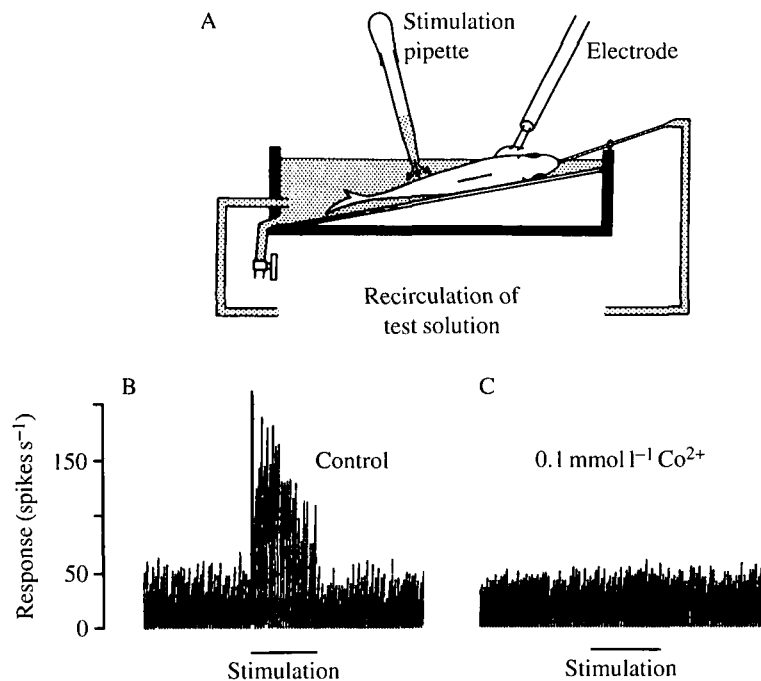 A
Stimulation
pipette
Electrode
Recirculation of
test solution
B
C
Response (spikes s⁻¹)
150
50
0
Control
0.1 mmol l⁻¹ Co²⁺
Stimulation
Stimulation